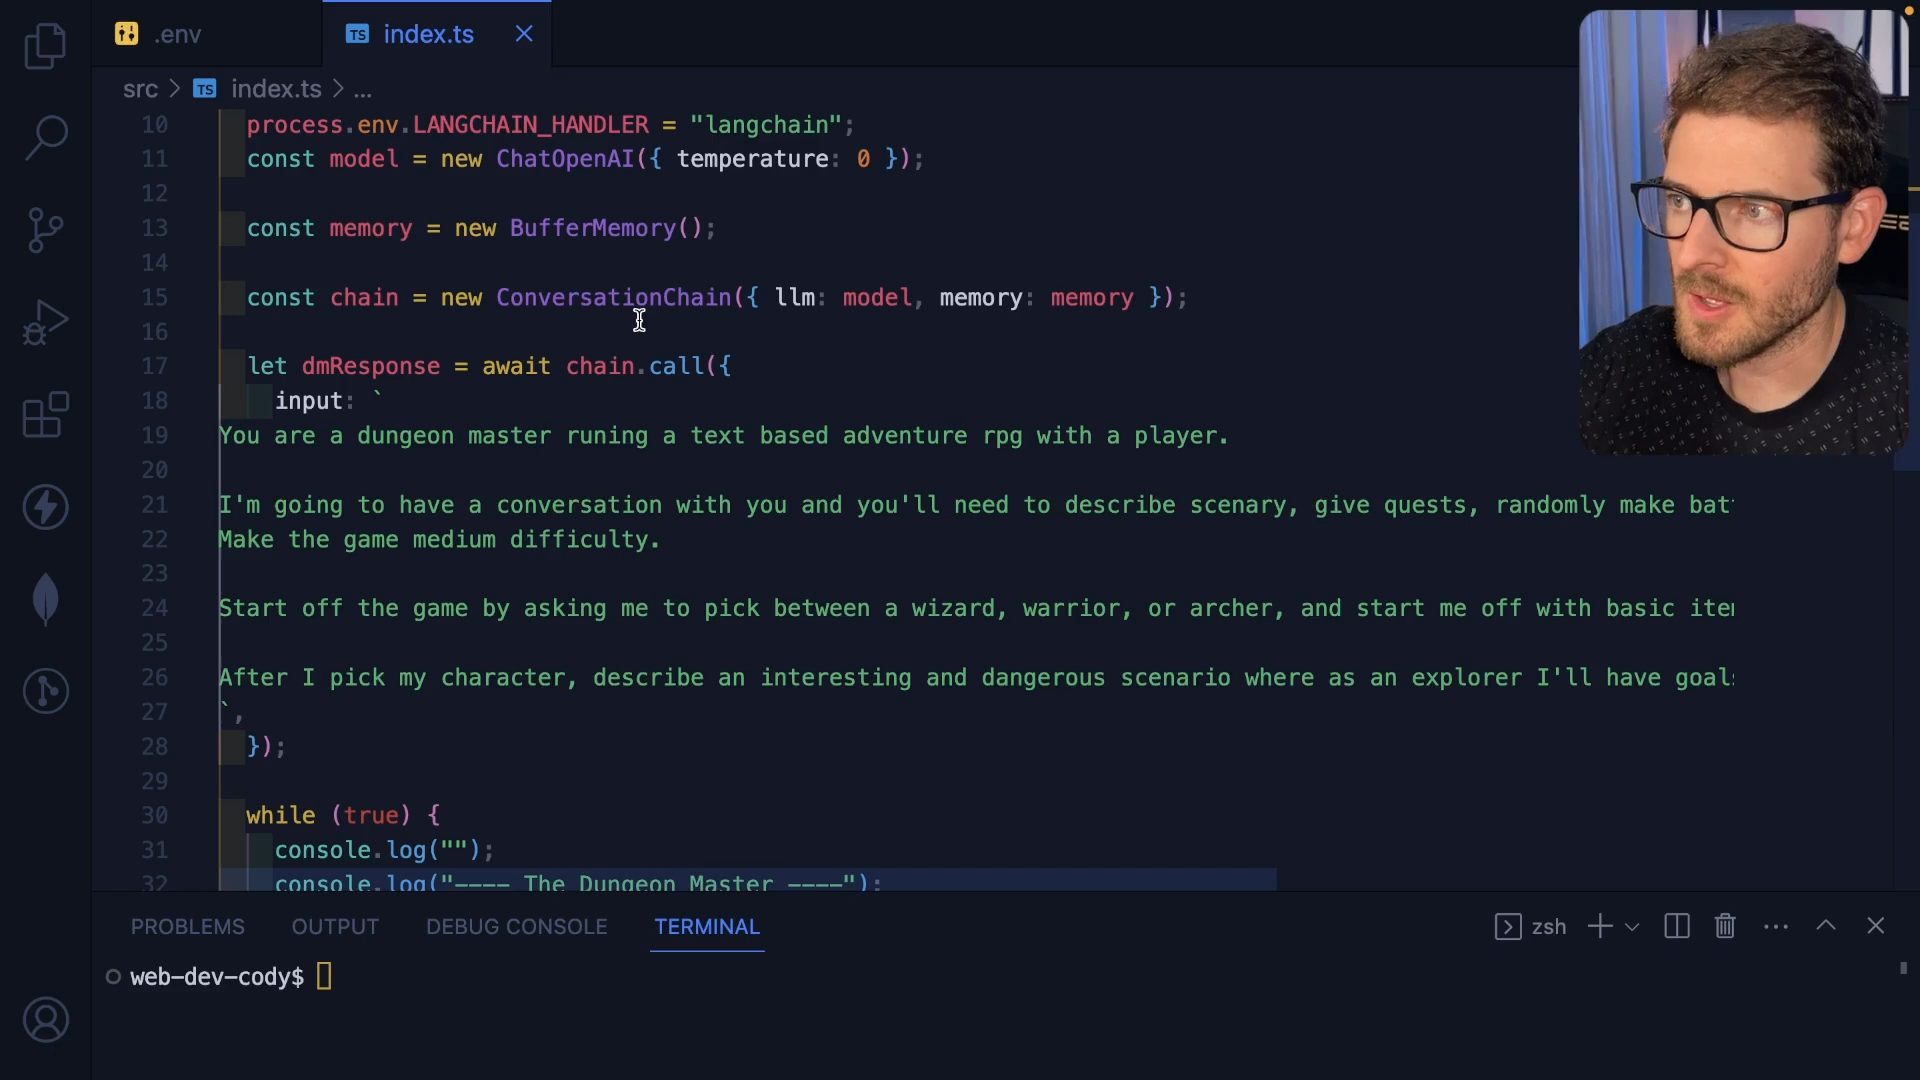 .env
TS index.ts
src > TS index.ts > ...
10 process.env.LANGCHAIN_HANDLER = "langchain";
11 const model = new ChatOpenAI({ temperature: 0 });
12
13 const memory = new BufferMemory();
14
15 const chain = new ConversationChain({ llm: model, memory: memory });
16
17 let dmResponse = await chain.call({
18 input: `
19 You are a dungeon master runing a text based adventure rpg with a player.
20
21 I'm going to have a conversation with you and you'll need to describe scenary, give quests, randomly make
22 Make the game medium difficulty.
23
24 Start off the game by asking me to pick between a wizard, warrior, or archer, and start me off with basic
25
26 After I pick my character, describe an interesting and dangerous scenario where as an explorer I'll have
27 `,
28 });
29
30 while (true) {
31 console.log("");
32 console.log("---- The Dungeon Master ----");
PROBLEMS OUTPUT DEBUG CONSOLE TERMINAL zsh
web-dev-cody$